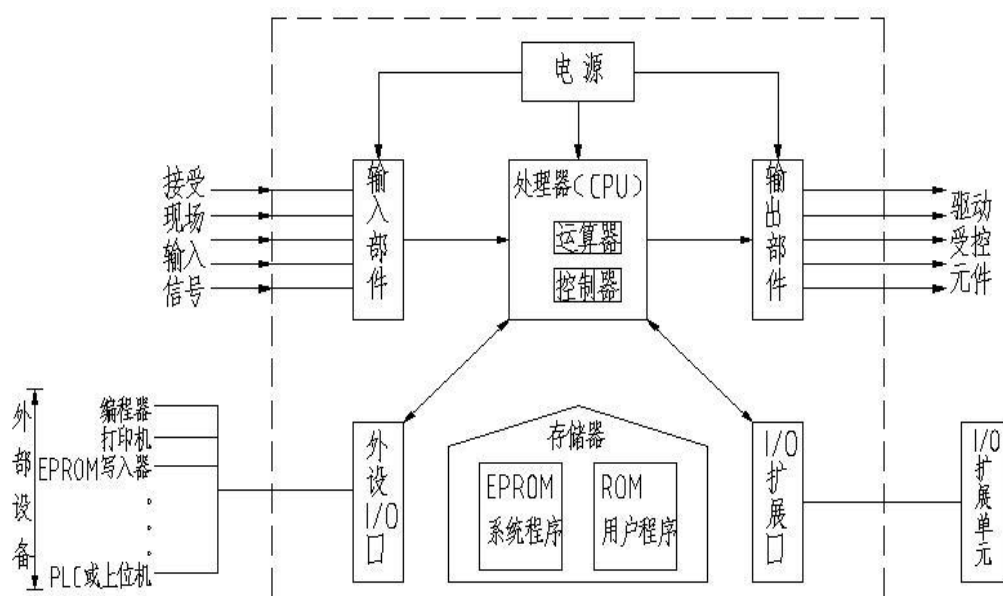 电源
输入部件
处理器(CPU)
运算器
控制器
输出部件
接受
现场
输入
信号
驱动
受控
元件
外部设备
编程器
打印机
EPROM写入器
PLC或上位机
外设I/O口
存储器
EPROM
系统程序
ROM
用户程序
I/O扩展口
I/O扩展单元